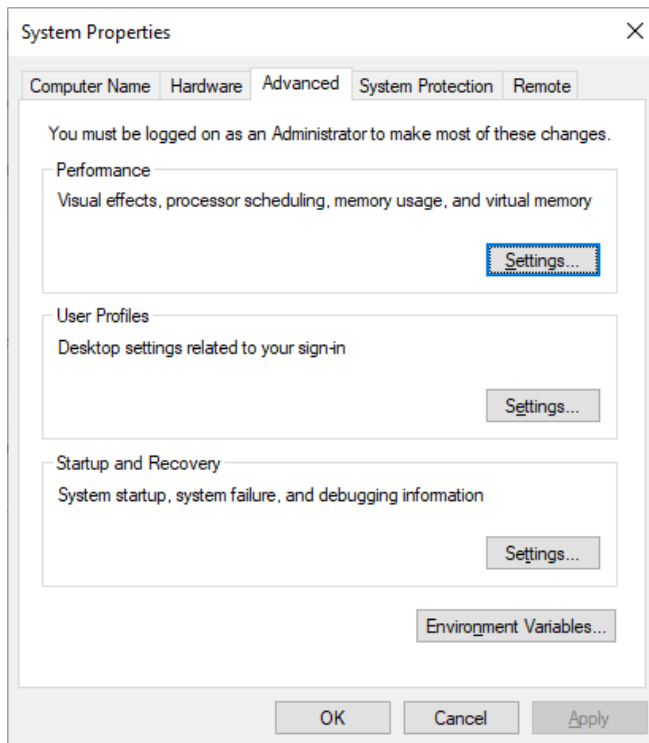 System Properties
Computer Name Hardware Advanced System Protection Remote
You must be logged on as an Administrator to make most of these changes.
Performance
Visual effects, processor scheduling, memory usage, and virtual memory
Settings...
User Profiles
Desktop settings related to your sign-in
Settings...
Startup and Recovery
System startup, system failure, and debugging information
Settings...
Environment Variables...
OK Cancel Apply